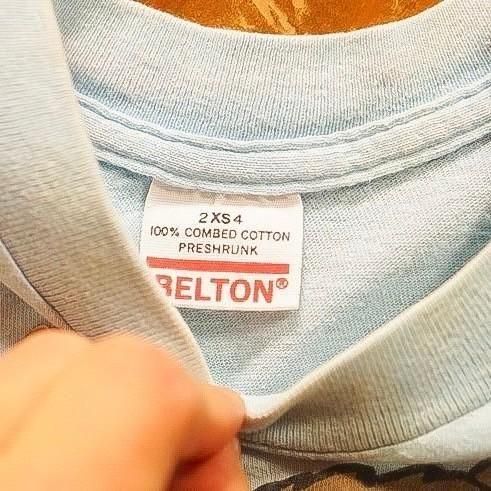 2XS4
100% COMBED COTTON
PRESHRUNK
BELTON®